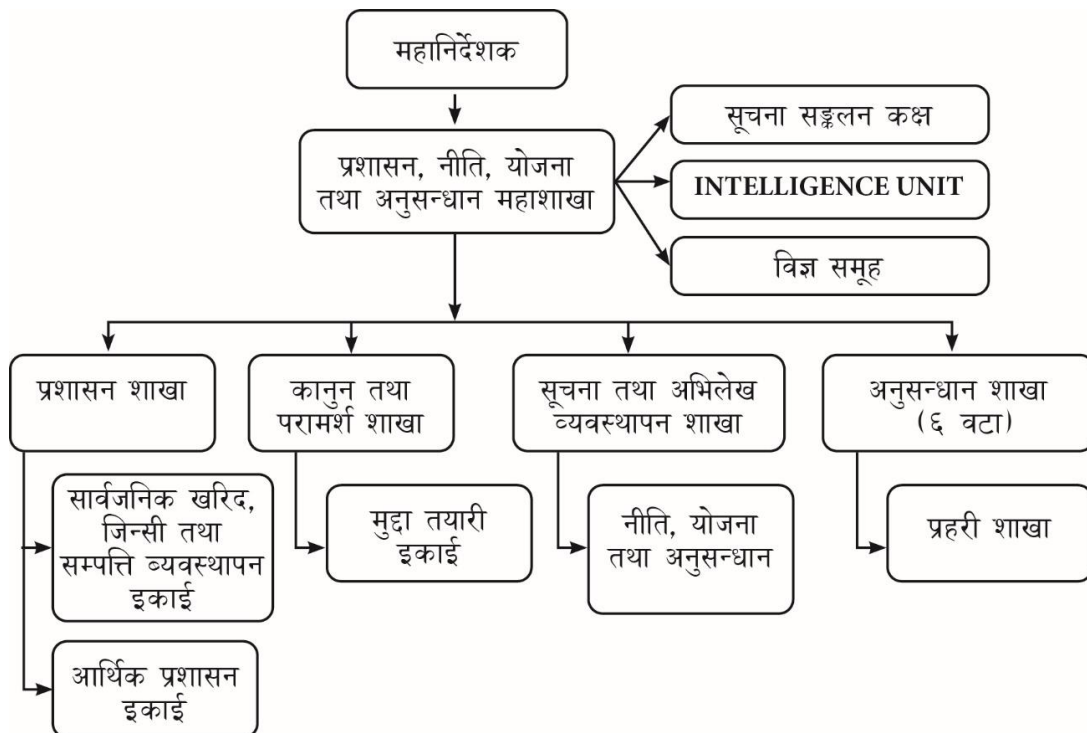 महानिर्देशक
सूचना सङ्कलन कक्ष
प्रशासन, नीति, योजना
तथा अनुसन्धान महाशाखा
INTELLIGENCE UNIT
विज्ञ समूह
प्रशासन शाखा
कानुन तथा
परामर्श शाखा
सूचना तथा अभिलेख
व्यवस्थापन शाखा
अनुसन्धान शाखा
(६ वटा)
सार्वजनिक खरिद,
जिन्सी तथा
सम्पत्ति व्यवस्थापन
इकाई
मुद्दा तयारी
इकाई
नीति, योजना
तथा अनुसन्धान
प्रहरी शाखा
आर्थिक प्रशासन
इकाई